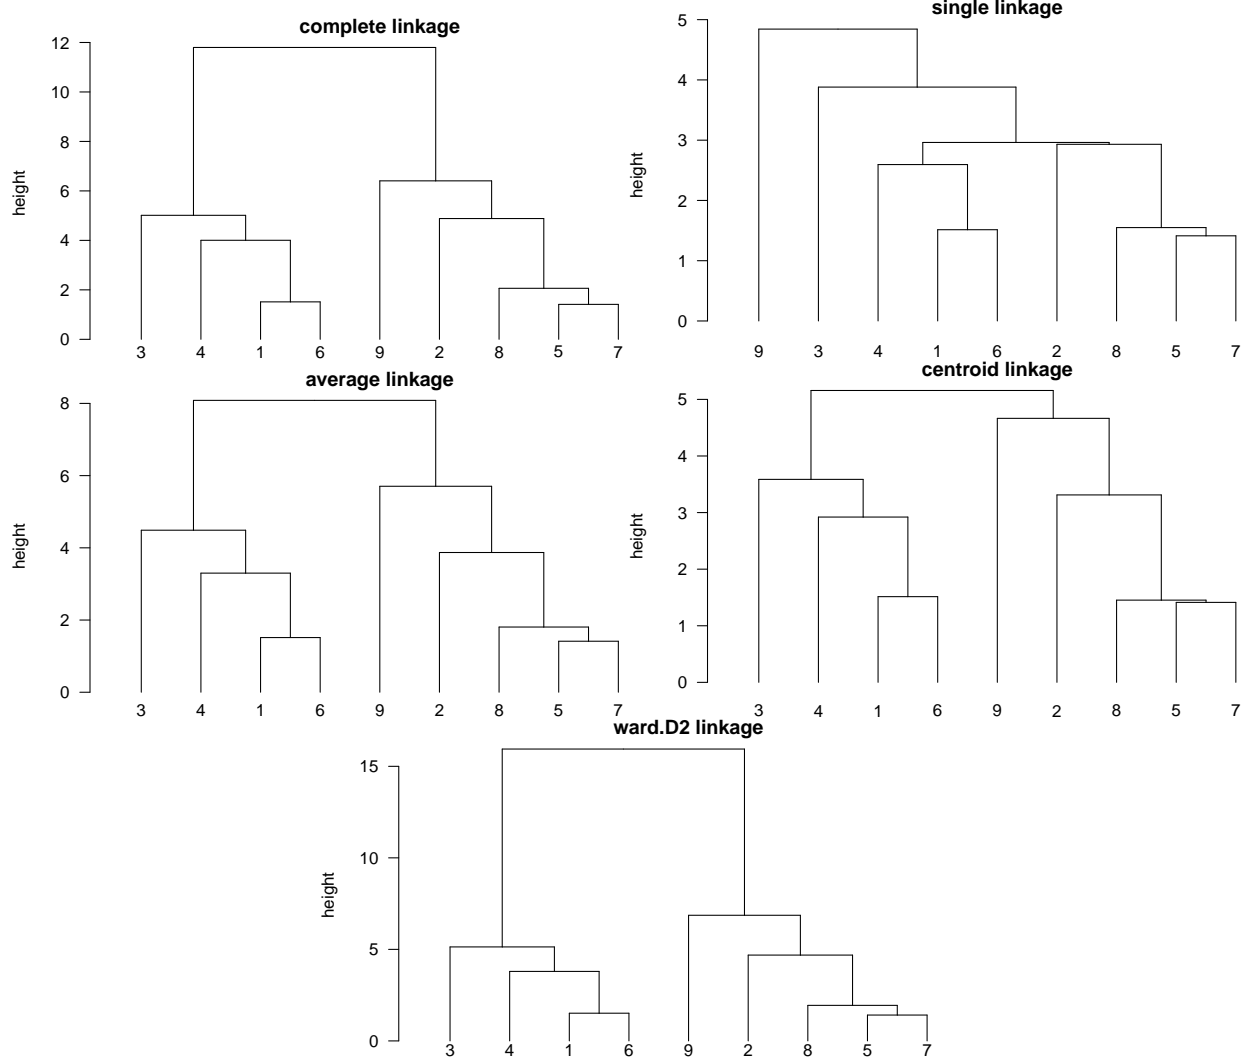 complete linkage
12
10
8
6
4
2
0
height
3 4 1 6 9 2 8 5 7
single linkage
5
4
3
2
1
0
height
9 3 4 1 6 2 8 5 7
average linkage
8
6
4
2
0
height
3 4 1 6 9 2 8 5 7
centroid linkage
5
4
3
2
1
0
height
3 4 1 6 9 2 8 5 7
ward.D2 linkage
15
10
5
0
height
3 4 1 6 9 2 8 5 7